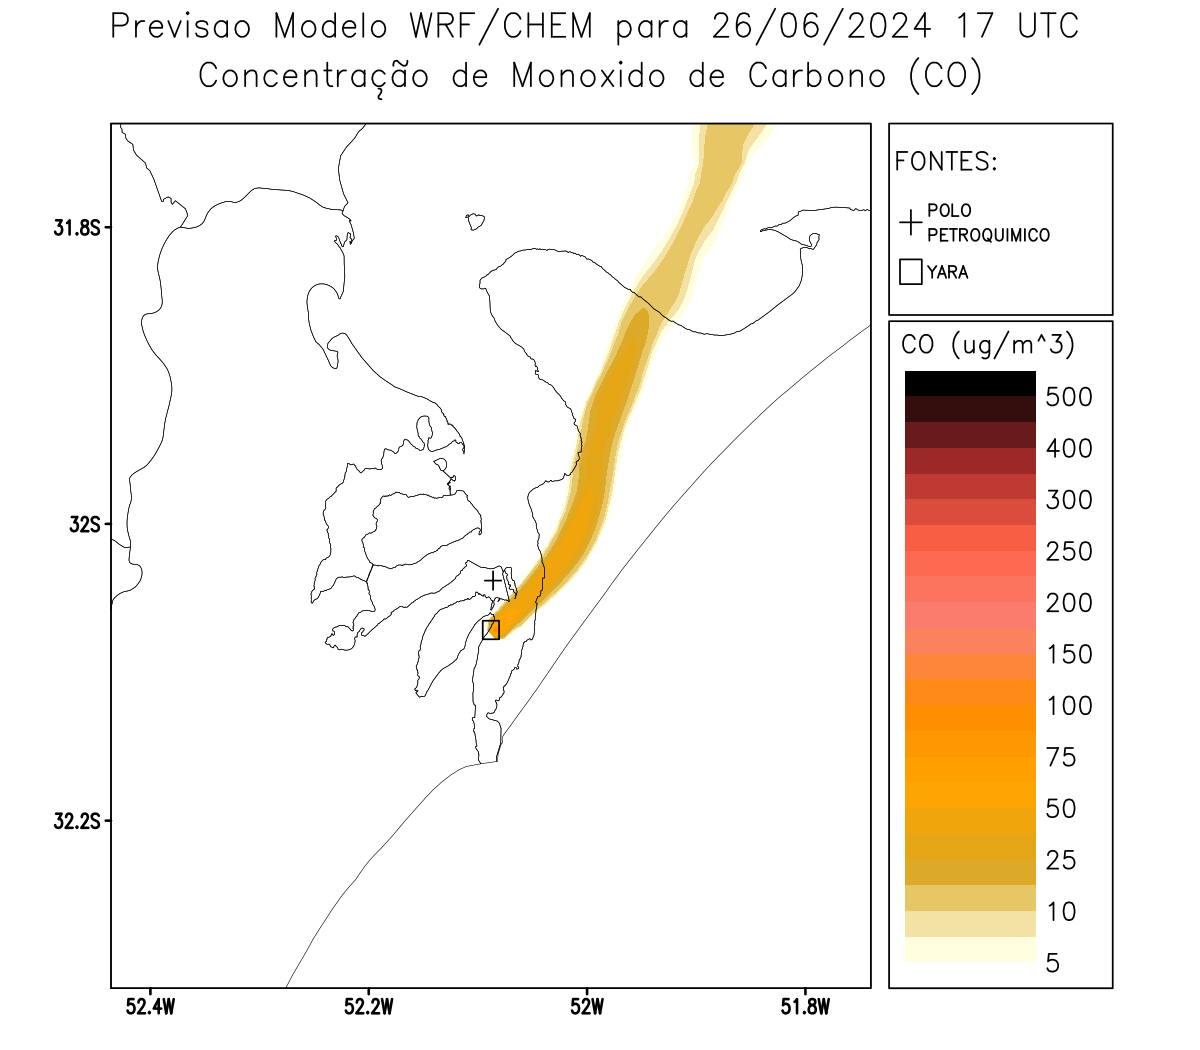 Previsao Modelo WRF/CHEM para 26/06/2024 17 UTC
Concentração de Monoxido de Carbono (CO)
FONTES:
POLO
PETROQUIMICO
YARA
CO (ug/m^3)
500
400
300
250
200
150
100
75
50
25
10
5
31.8S
32S
32.2S
52.4W
52.2W
52W
51.8W